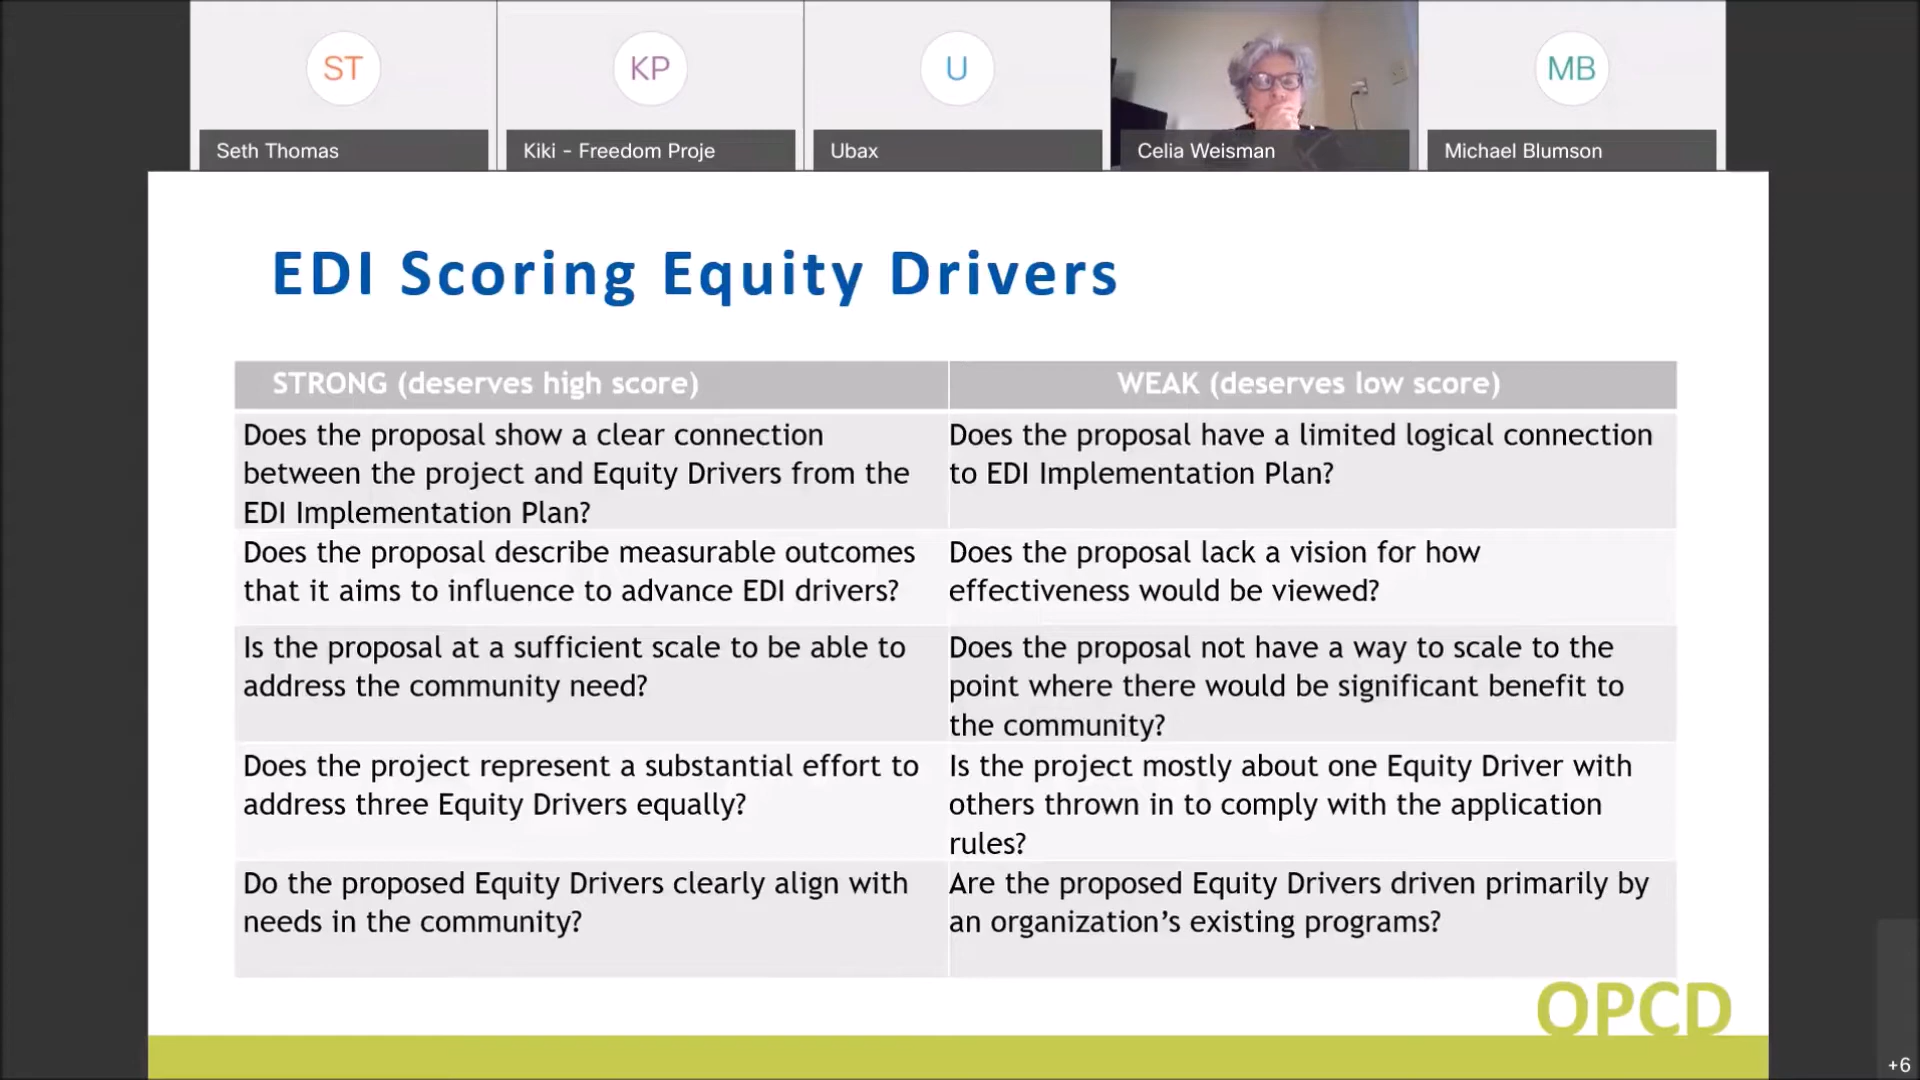 ST
KP
U
MB
Seth Thomas
Kiki - Freedom Proje
Ubax
Celia Weisman
Michael Blumson
EDI Scoring Equity Drivers
STRONG (deserves high score)
WEAK (deserves low score)
Does the proposal show a clear connection
between the project and Equity Drivers from the
EDI Implementation Plan?
Does the proposal have a limited logical connection
to EDI Implementation Plan?
Does the proposal describe measurable outcomes
that it aims to influence to advance EDI drivers?
Does the proposal lack a vision for how
effectiveness would be viewed?
Is the proposal at a sufficient scale to be able to
address the community need?
Does the proposal not have a way to scale to the
point where there would be significant benefit to
the community?
Does the project represent a substantial effort to
address three Equity Drivers equally?
Is the project mostly about one Equity Driver with
others thrown in to comply with the application
rules?
Do the proposed Equity Drivers clearly align with
needs in the community?
Are the proposed Equity Drivers driven primarily by
an organization’s existing programs?
OPCD
+6